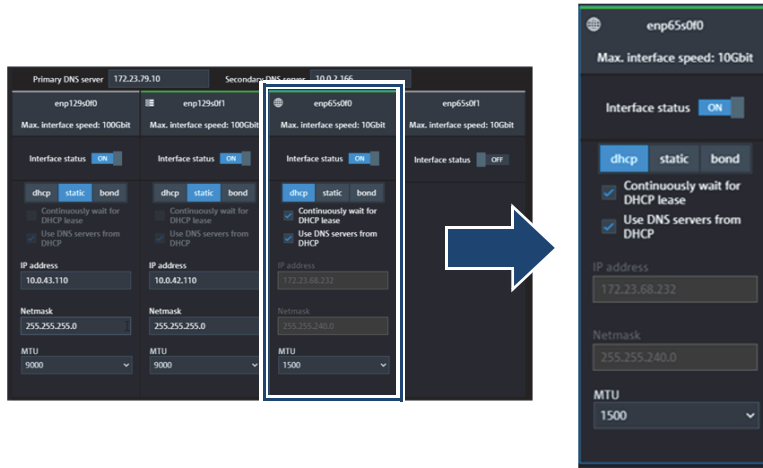 Primary DNS server 172.23.79.10 Secondary DNS server 10.0.2.166
enp129s0f0
Max. interface speed: 100Gbit
Interface status ON
dhcp static bond
Continuously wait for
DHCP lease
Use DNS servers from
DHCP
IP address
10.0.43.110
Netmask
255.255.255.0
MTU
9000
enp129s0f1
Max. interface speed: 100Gbit
Interface status ON
dhcp static bond
Continuously wait for
DHCP lease
Use DNS servers from
DHCP
IP address
10.0.42.110
Netmask
255.255.255.0
MTU
9000
enp65s0f0
Max. interface speed: 10Gbit
Interface status ON
dhcp static bond
Continuously wait for
DHCP lease
Use DNS servers from
DHCP
IP address
172.23.68.232
Netmask
255.255.240.0
MTU
1500
enp65s0f1
Max. interface speed: 10Gbit
Interface status OFF
enp65s0f0
Max. interface speed: 10Gbit
Interface status ON
dhcp static bond
Continuously wait for
DHCP lease
Use DNS servers from
DHCP
IP address
172.23.68.232
Netmask
255.255.240.0
MTU
1500